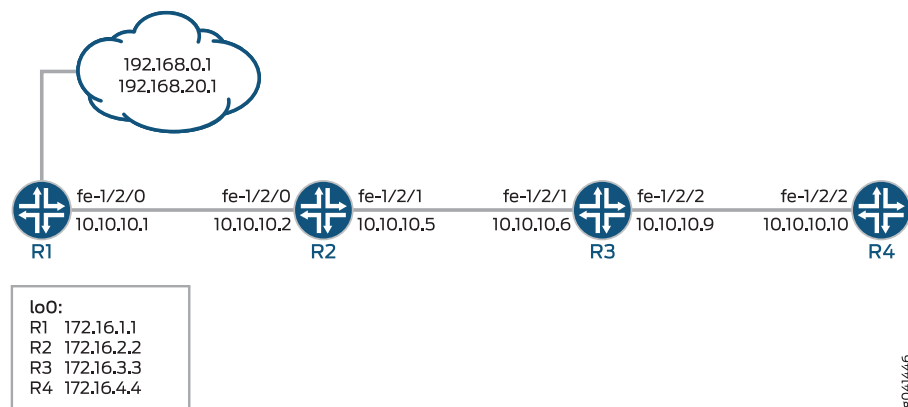 192.168.0.1
192.168.20.1
fe-1/2/0 fe-1/2/0 fe-1/2/1 fe-1/2/1 fe-1/2/2 fe-1/2/2
10.10.10.1 10.10.10.2 10.10.10.5 10.10.10.6 10.10.10.9 10.10.10.10
R1 R2 R3 R4
lo0:
R1 172.16.1.1
R2 172.16.2.2
R3 172.16.3.3
R4 172.16.4.4
g041446